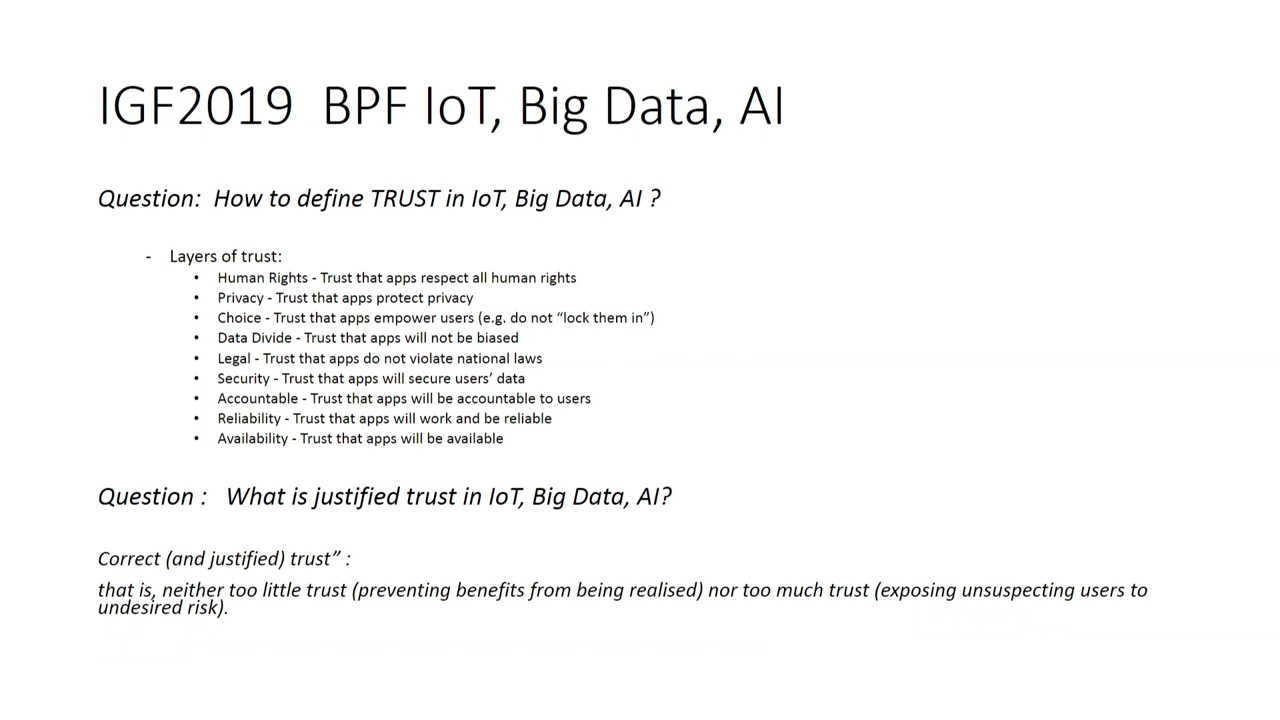 IGF2019  BPF IoT, Big Data, AI
Question:  How to define TRUST in IoT, Big Data, AI ?
-   Layers of trust:
•   Human Rights - Trust that apps respect all human rights
•   Privacy - Trust that apps protect privacy
•   Choice - Trust that apps empower users (e.g. do not “lock them in”)
•   Data Divide - Trust that apps will not be biased
•   Legal - Trust that apps do not violate national laws
•   Security - Trust that apps will secure users’ data
•   Accountable - Trust that apps will be accountable to users
•   Reliability - Trust that apps will work and be reliable
•   Availability - Trust that apps will be available
Question :   What is justified trust in IoT, Big Data, AI?
Correct (and justified) trust” :
that is, neither too little trust (preventing benefits from being realised) nor too much trust (exposing unsuspecting users to
undesired risk).